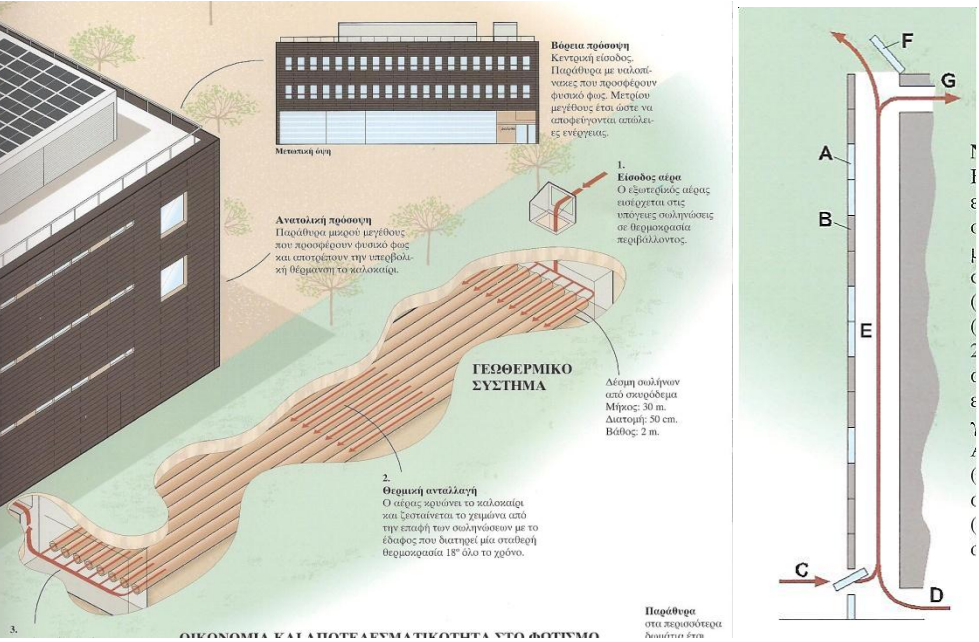 Βόρεια πρόσοψη
Κεντρική είσοδος.
Παράθυρα με υαλοπί-
νακες που προσφέρουν
φυσικό φως. Μετρίου
μεγέθους έτσι ώστε να
αποφεύγονται απώλει-
ες ενέργειας.
Μετωπική όψη
1.
Είσοδος αέρα
Ο εξωτερικός αέρας
εισέρχεται στις
υπόγειες σωληνώσεις
σε θερμοκρασία
περιβάλλοντος.
Ανατολική πρόσοψη
Παράθυρα μικρού μεγέθους
που προσφέρουν φυσικό φως
και αποτρέπουν την υπερβολι-
κή θέρμανση το καλοκαίρι.
ΓΕΩΘΕΡΜΙΚΟ
ΣΥΣΤΗΜΑ
Δέσμη σωλήνων
από σκυρόδεμα
Μήκος: 30 m.
Διατομή: 50 cm.
Βάθος: 2 m.
2.
Θερμική ανταλλαγή
Ο αέρας κρυώνει το καλοκαίρι
και ζεσταίνεται το χειμώνα από
την επαφή των σωληνώσεων με το
έδαφος που διατηρεί μία σταθερή
θερμοκρασία 18° όλο το χρόνο.
3.
ΟΙΚΟΝΟΜΙΑ ΚΑΙ ΑΠΟΤΕΛΕΣΜΑΤΙΚΟΤΗΤΑ ΣΤΟ ΦΩΤΙΣΜΟ
Παράθυρα
στα περισσότερα
δωμάτια έτσι
F
G
A
B
E
C
D